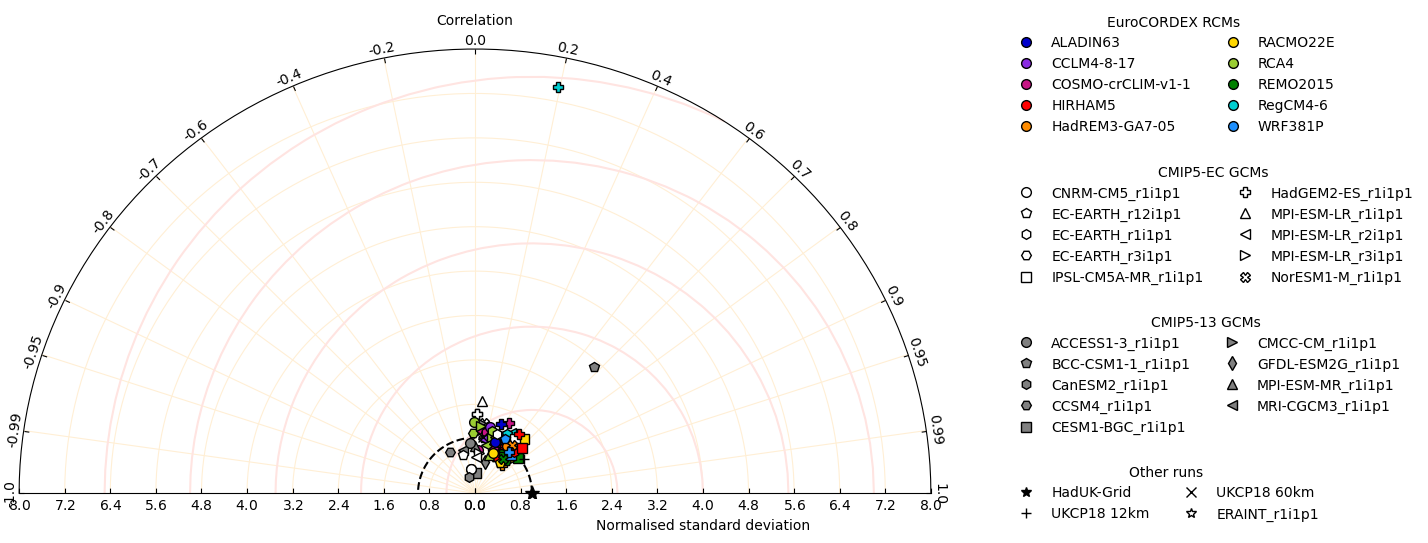 Correlation
0.0
-0.2
0.2
-0.4
0.4
-0.6
0.6
-0.7
0.7
-0.8
0.8
-0.9
0.9
-0.95
0.95
-0.99
0.99
-1.0
1.0
8.0 7.2 6.4 5.6 4.8 4.0 3.2 2.4 1.6 0.8 0.0 0.8 1.6 2.4 3.2 4.0 4.8 5.6 6.4 7.2 8.0
Normalised standard deviation
EuroCORDEX RCMs
ALADIN63 RACMO22E
CCLM4-8-17 RCA4
COSMO-crCLIM-v1-1 REMO2015
HIRHAM5 RegCM4-6
HadREM3-GA7-05 WRF381P
CMIP5-EC GCMs
CNRM-CM5_r1i1p1 HadGEM2-ES_r1i1p1
EC-EARTH_r12i1p1 MPI-ESM-LR_r1i1p1
EC-EARTH_r1i1p1 MPI-ESM-LR_r2i1p1
EC-EARTH_r3i1p1 MPI-ESM-LR_r3i1p1
IPSL-CM5A-MR_r1i1p1 NorESM1-M_r1i1p1
CMIP5-13 GCMs
ACCESS1-3_r1i1p1 CMCC-CM_r1i1p1
BCC-CSM1-1_r1i1p1 GFDL-ESM2G_r1i1p1
CanESM2_r1i1p1 MPI-ESM-MR_r1i1p1
CCSM4_r1i1p1 MRI-CGCM3_r1i1p1
CESM1-BGC_r1i1p1
Other runs
HadUK-Grid UKCP18 60km
UKCP18 12km ERAINT_r1i1p1